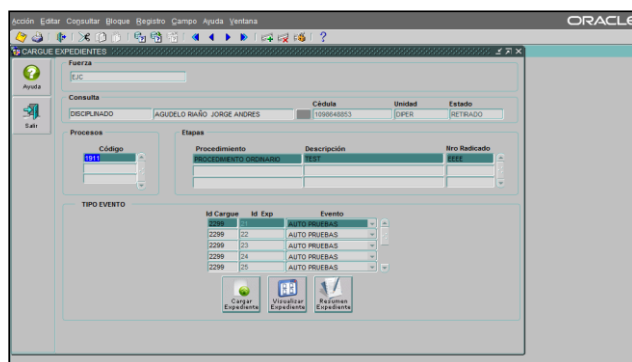 Acción Editar Consultar Bloque Registro Campo Ayuda Ventana
ORACLE
CARGUE EXPEDIENTES
Ayuda
Salir
Fuerza
EJC
Consulta
Cédula Unidad Estado
DISCIPLINADO AGUDELO RIAÑO JORGE ANDRES 1098648853 DIPER RETIRADO
Procesos
Código
1911
Etapas
Procedimiento Descripción Nro Radicado
PROCEDIMIENTO ORDINARIO TEST EEEE
TIPO EVENTO
Id Cargue Id Exp Evento
2299 21 AUTO PRUEBAS
2299 22 AUTO PRUEBAS
2299 23 AUTO PRUEBAS
2299 24 AUTO PRUEBAS
2299 25 AUTO PRUEBAS
Cargar Expediente
Visualizar Expediente
Resumen Expediente